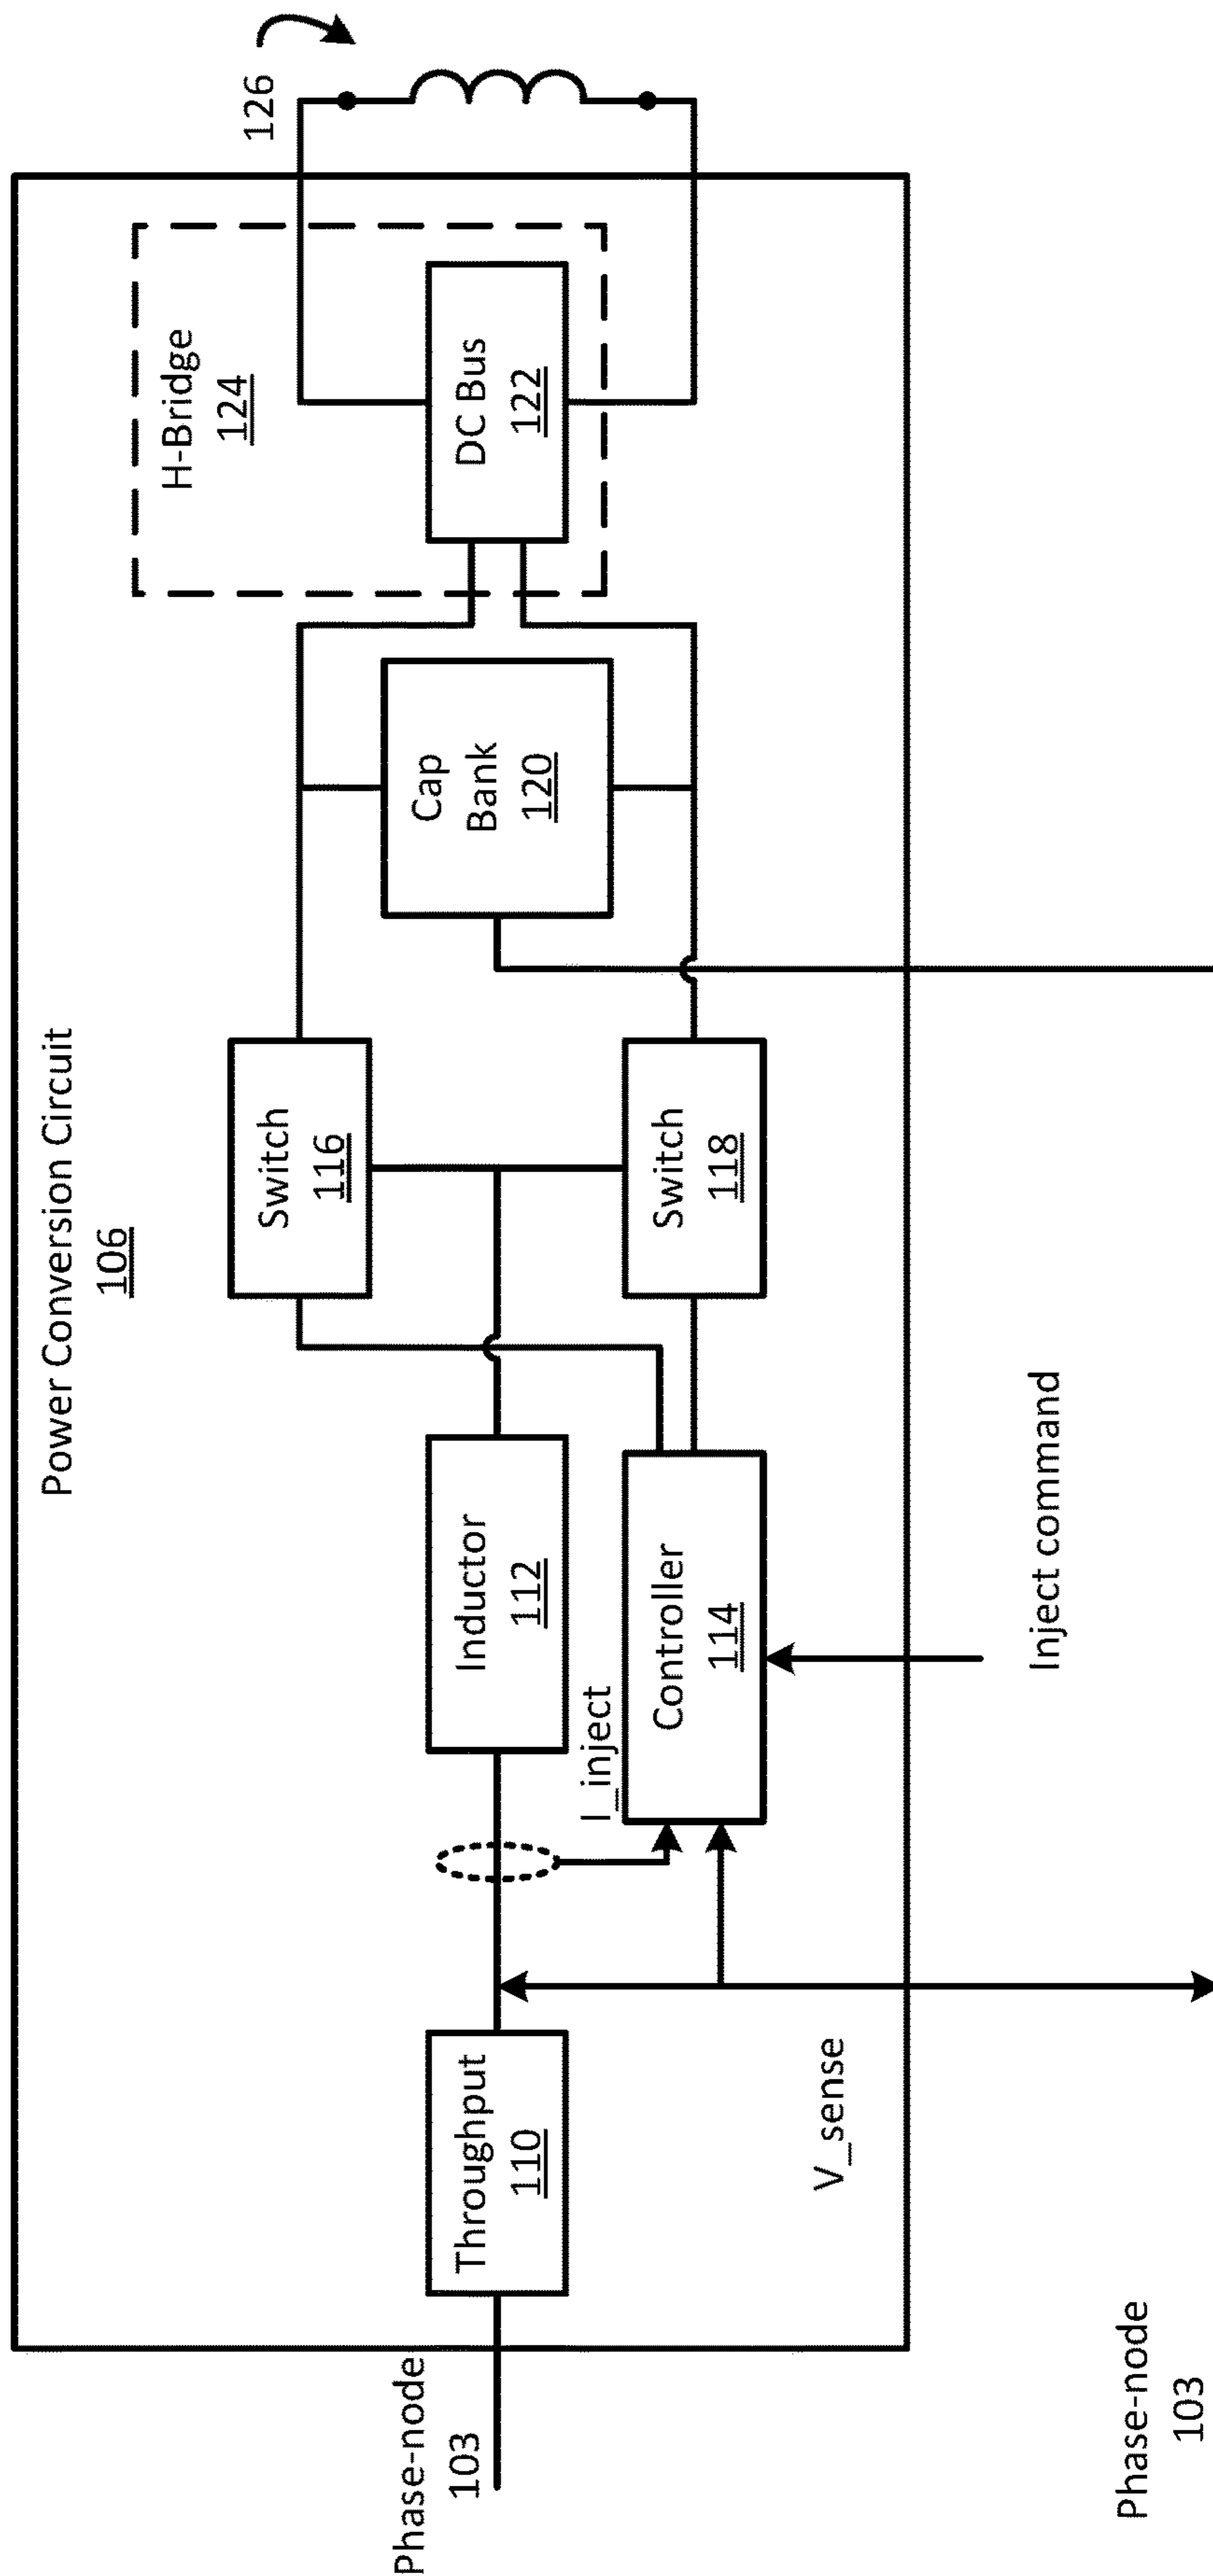 Power Conversion Circuit
106
126
H-Bridge
124
DC Bus
122
Cap
Bank
120
Switch
116
Switch
118
Inductor
112
I_inject
Controller
114
Throughput
110
Phase-node
103
V_sense
Inject command
Phase-node
103